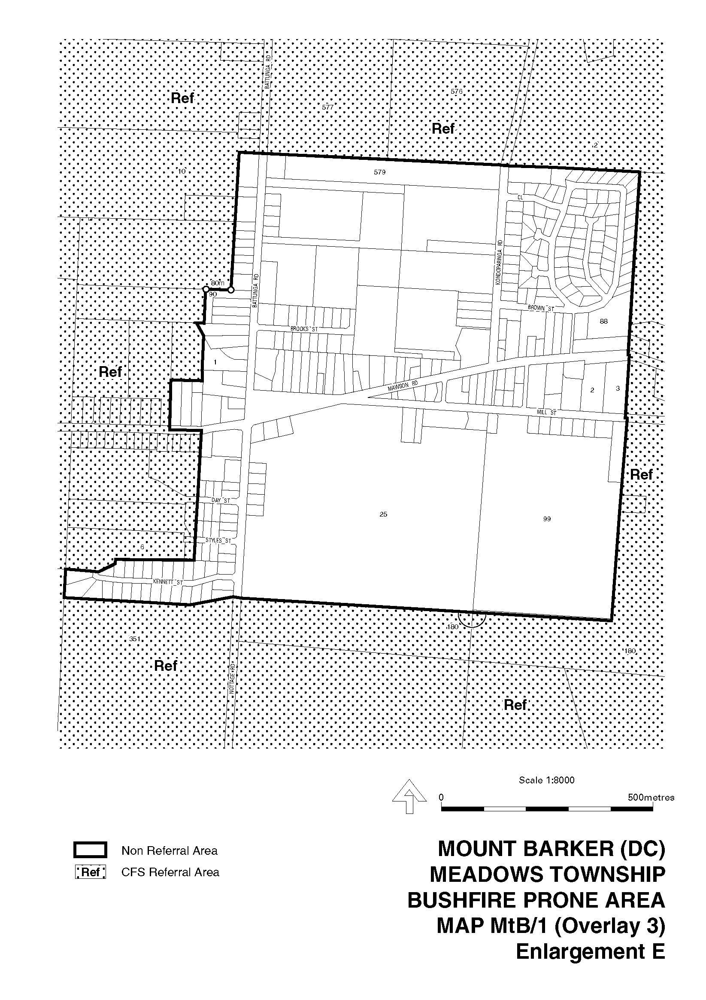 BATTUNGA RD
576
Ref
577
Ref
2
10
579
CL
KONDOPARINGA RD
80m
90
BATTUNGA RD
BROWN ST
88
BROOKS ST
1
Ref
MAWSON RD
2
3
MILL ST
Ref
DAY ST
25
99
STYLES ST
6
KENNETT ST
180
351
180
Ref
NOTTAGE RD
Ref
Scale 1:8000
0
500metres
Non Referral Area
Ref
CFS Referral Area
MOUNT BARKER (DC)
MEADOWS TOWNSHIP
BUSHFIRE PRONE AREA
MAP MtB/1 (Overlay 3)
Enlargement E